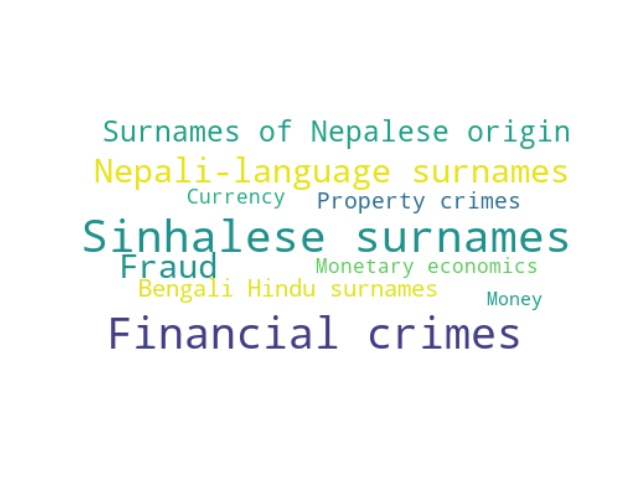 Surnames of Nepalese origin
Nepali-language surnames
Currency
Property crimes
Sinhalese surnames
Fraud
Monetary economics
Bengali Hindu surnames
Money
Financial crimes